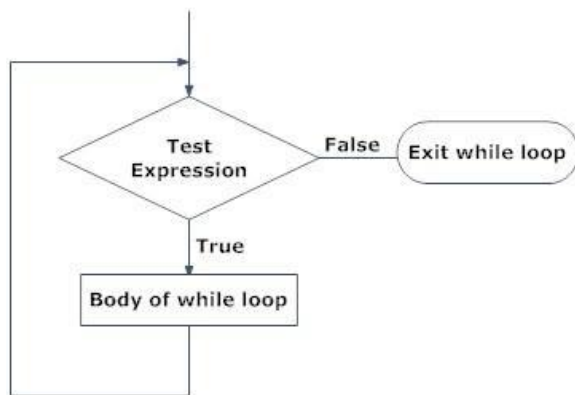 Test
Expression
False
Exit while loop
True
Body of while loop